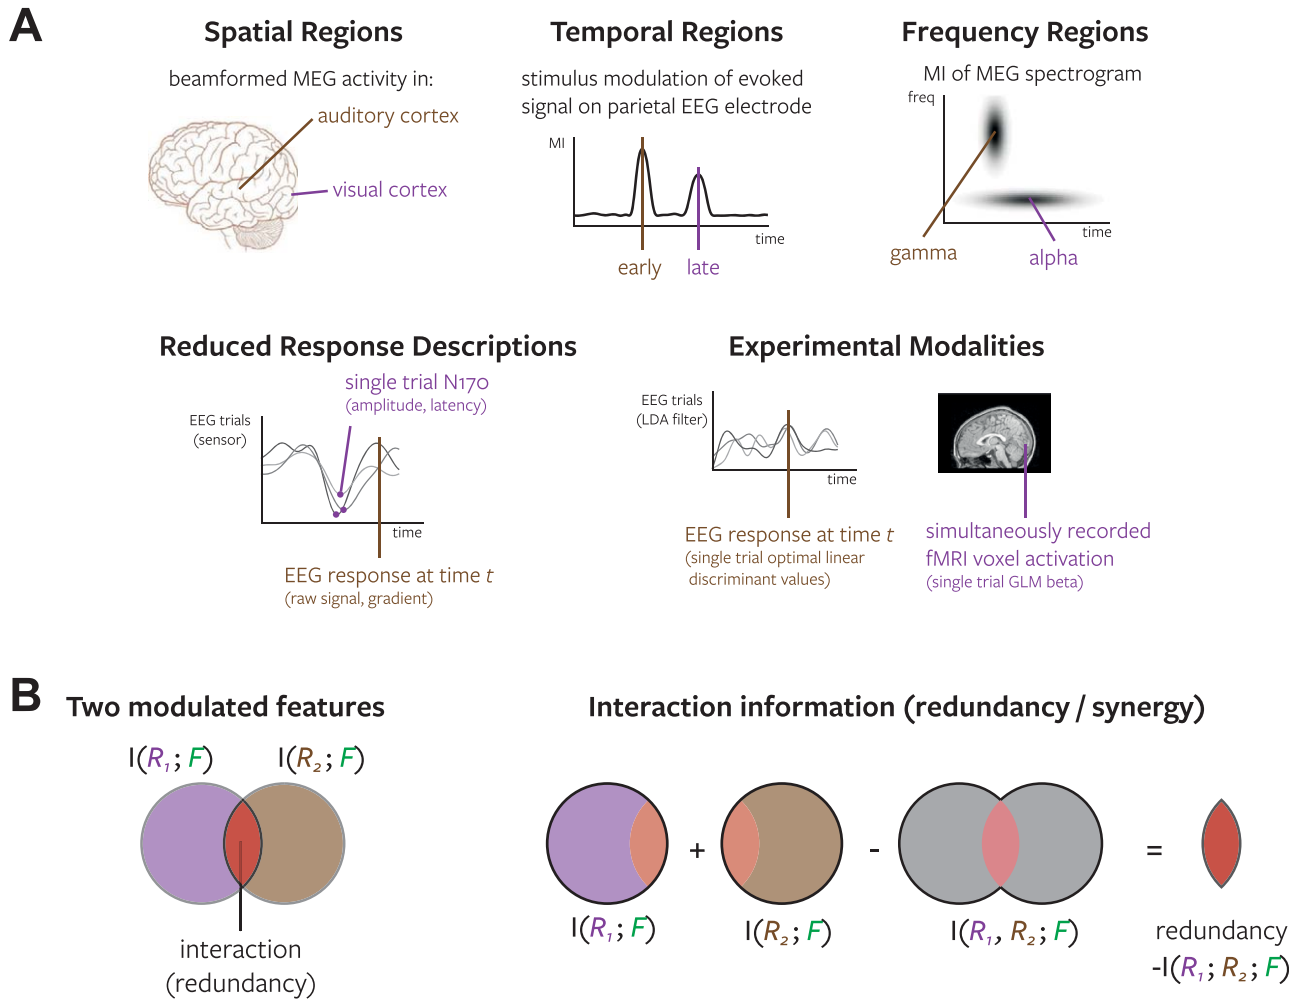 A
Spatial Regions
beamformed MEG activity in:
auditory cortex
visual cortex
Temporal Regions
stimulus modulation of evoked
signal on parietal EEG electrode
MI
time
early
late
Frequency Regions
MI of MEG spectrogram
freq
time
gamma
alpha
Reduced Response Descriptions
single trial N170
(amplitude, latency)
EEG trials
(sensor)
time
EEG response at time t
(raw signal, gradient)
Experimental Modalities
EEG trials
(LDA filter)
time
EEG response at time t
(single trial optimal linear
discriminant values)
simultaneously recorded
fMRI voxel activation
(single trial GLM beta)
B
Two modulated features
I(R₁; F)
I(R₂; F)
interaction
(redundancy)
Interaction information (redundancy / synergy)
+
-
=
I(R₁; F)
I(R₂; F)
I(R₁, R₂; F)
redundancy
-I(R₁; R₂; F)